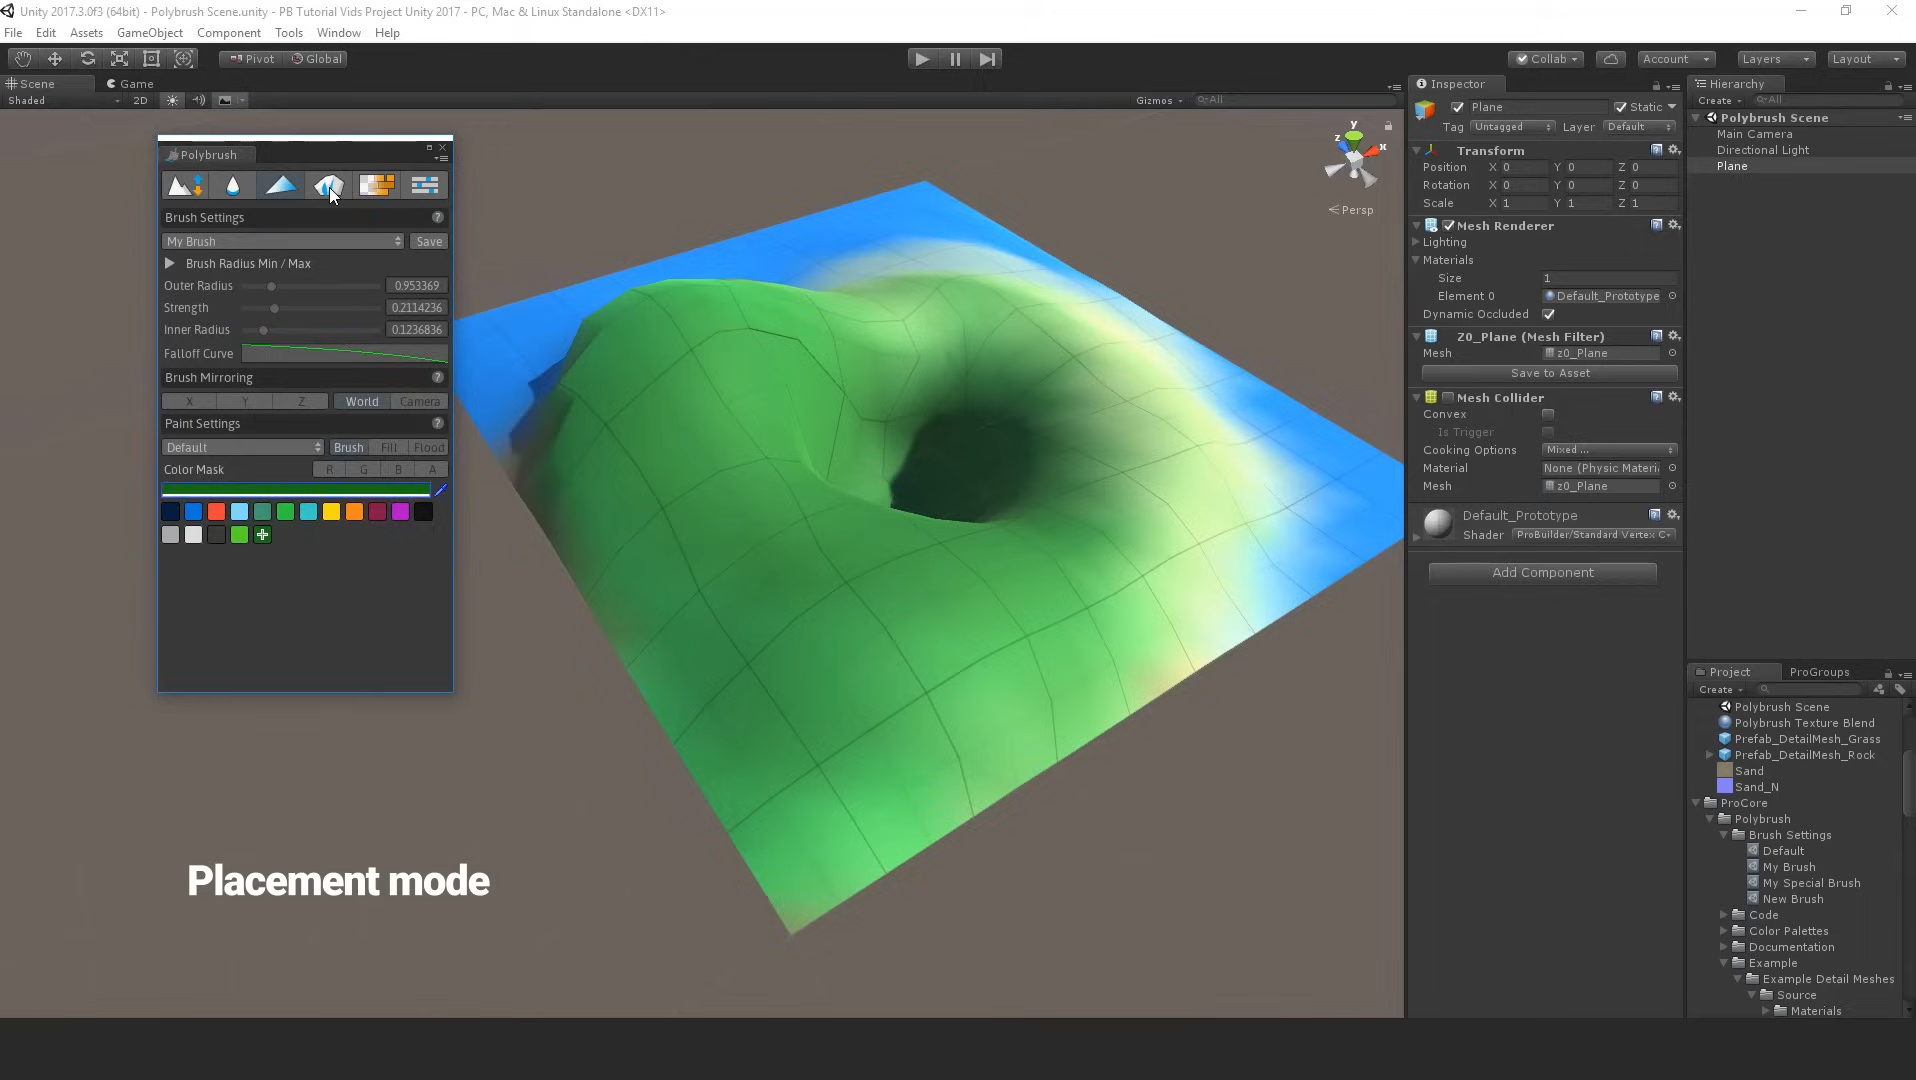 Unity 2017.3.0f3 (64bit) - Polybrush Scene.unity - PB Tutorial Vids Project Unity 2017 - PC, Mac & Linux Standalone <DX11>
File Edit Assets GameObject Component Tools Window Help
Pivot Global Collab Account Layers Layout
Scene Game
Shaded 2D Gizmos All
Polybrush
Brush Settings ?
My Brush Save
Brush Radius Min / Max
Outer Radius 0.953369
Strength 0.2114236
Inner Radius 0.1236836
Falloff Curve
Brush Mirroring ?
X Y Z World Camera
Paint Settings ?
Default Brush Fill Flood
Color Mask R G B A
y
z x
Persp
Placement mode
Inspector
Plane Static
Tag Untagged Layer Default
Transform
Position X 0 Y 0 Z 0
Rotation X 0 Y 0 Z 0
Scale X 1 Y 1 Z 1
Mesh Renderer
Lighting
Materials
Size 1
Element 0 Default_Prototype
Dynamic Occluded
Z0_Plane (Mesh Filter)
Mesh z0_Plane
Save to Asset
Mesh Collider
Convex
Is Trigger
Cooking Options Mixed ...
Material None (Physic Materi
Mesh z0_Plane
Default_Prototype
Shader ProBuilder/Standard Vertex C
Add Component
Hierarchy
Create All
Polybrush Scene
Main Camera
Directional Light
Plane
Project ProGroups
Create
Polybrush Scene
Polybrush Texture Blend
Prefab_DetailMesh_Grass
Prefab_DetailMesh_Rock
Sand
Sand_N
ProCore
Polybrush
Brush Settings
Default
My Brush
My Special Brush
New Brush
Code
Color Palettes
Documentation
Example
Example Detail Meshes
Source
Materials